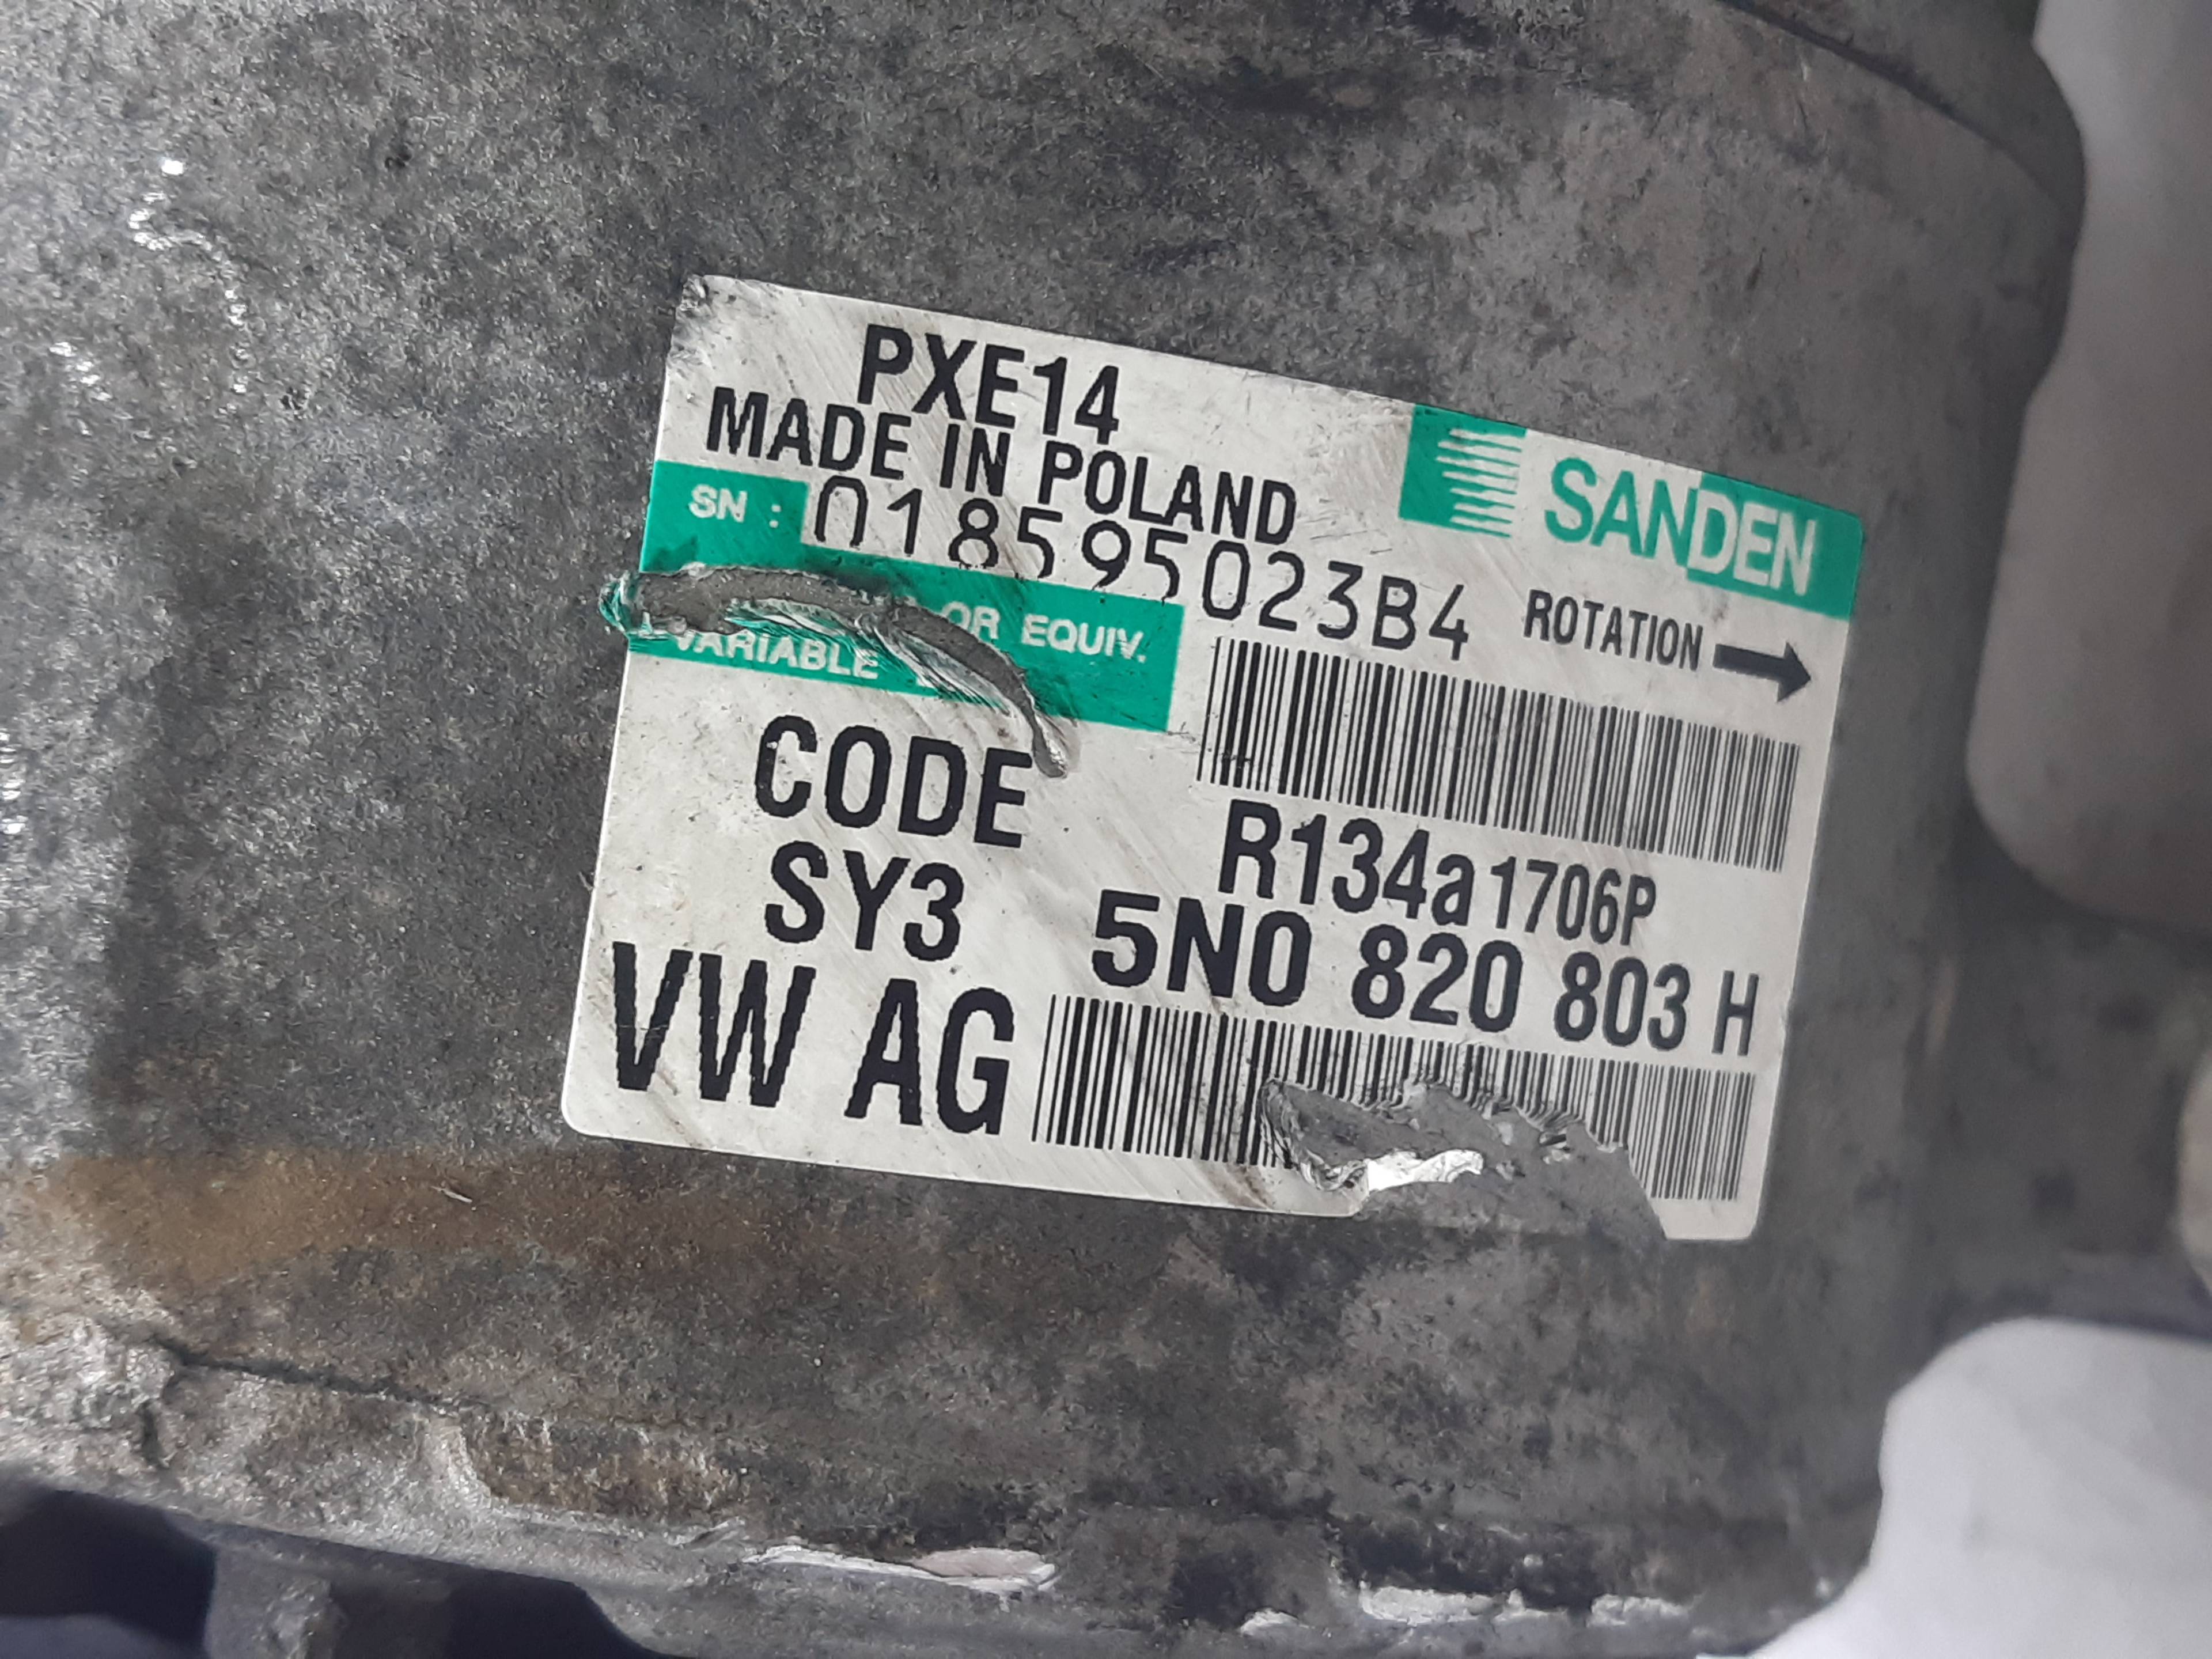 PXE14
MADE IN POLAND
SANDEN
SN : 018595023B4
ROTATION
OR EQUIV.
VARIABLE
CODE
SY3
R134a 1706P
5N0 820 803 H
VW AG